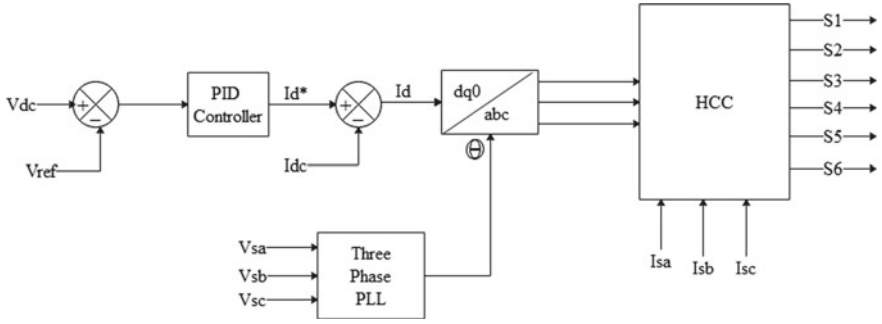 Vdc
+
−
Vref
PID
Controller
Id*
+
−
Idc
Id
dq0
abc
Θ
Vsa
Vsb
Vsc
Three
Phase
PLL
HCC
Isa
Isb
Isc
S1
S2
S3
S4
S5
S6